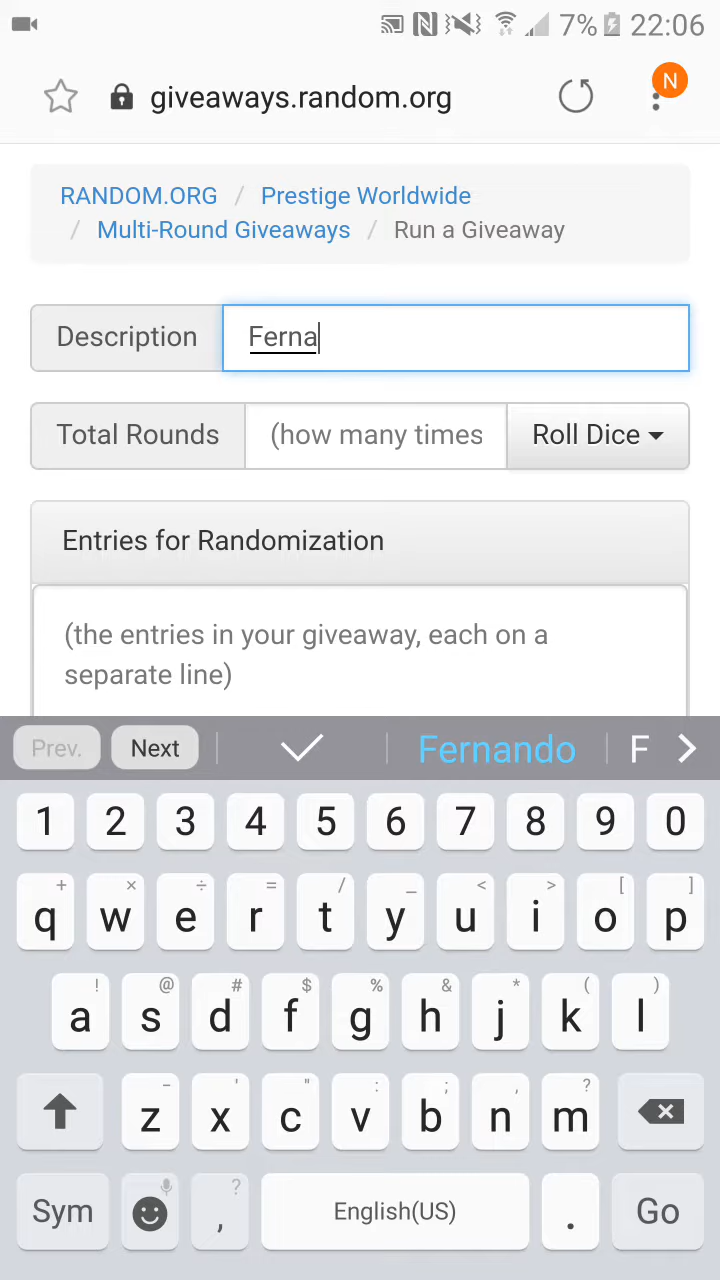 7% 22:06
giveaways.random.org
N
RANDOM.ORG / Prestige Worldwide
/ Multi-Round Giveaways / Run a Giveaway
Description Ferna
Total Rounds (how many times Roll Dice
Entries for Randomization
(the entries in your giveaway, each on a
separate line)
Prev. Next Fernando F
1 2 3 4 5 6 7 8 9 0
+ × ÷ = / _ < > [ ]
q w e r t y u i o p
! @ # $ % & * ( )
a s d f g h j k l
- ' " : ; , ?
z x c v b n m
?
Sym , English(US) . Go